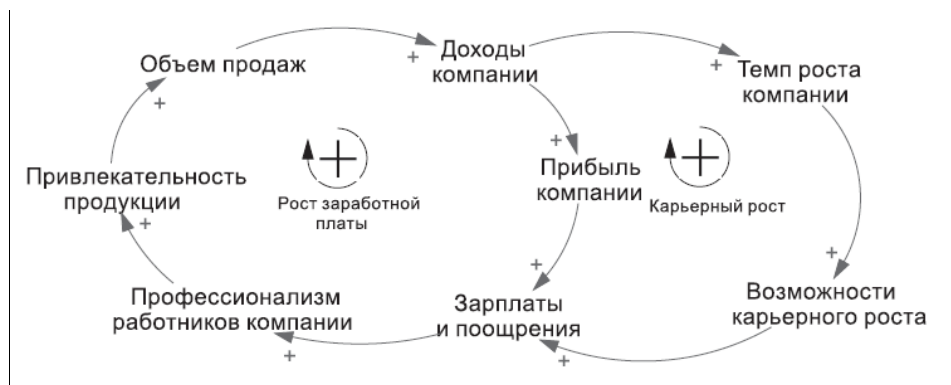 Объем продаж
+
Доходы
компании
+
Темп роста
компании
+
Привлекательность
продукции
+
+
Рост заработной
платы
+
Прибыль
компании
+
Карьерный рост
+
Профессионализм
работников компании
+
Зарплаты
и поощрения
+
Возможности
карьерного роста
+
+